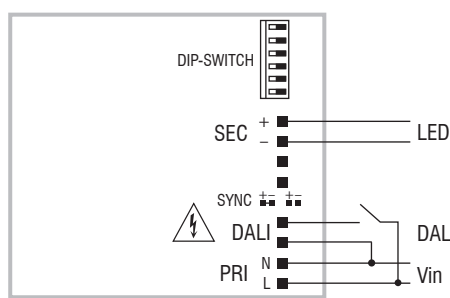 DIP-SWITCH
SEC + LED
−
SYNC +− +−
DALI DAL
PRI N
L Vin